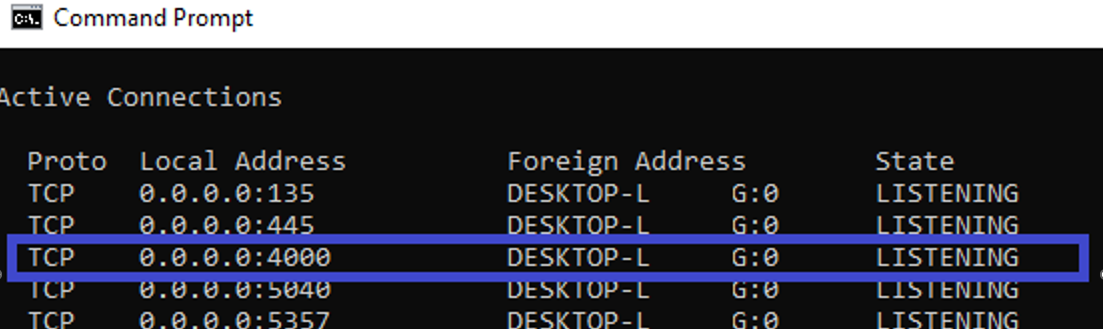 Command Prompt
Active Connections
Proto Local Address Foreign Address State
TCP 0.0.0.0:135 DESKTOP-L G:0 LISTENING
TCP 0.0.0.0:445 DESKTOP-L G:0 LISTENING
TCP 0.0.0.0:4000 DESKTOP-L G:0 LISTENING
TCP 0.0.0.0:5040 DESKTOP-L G:0 LISTENING
TCP 0.0.0.0:5357 DESKTOP-L G:0 LISTENING